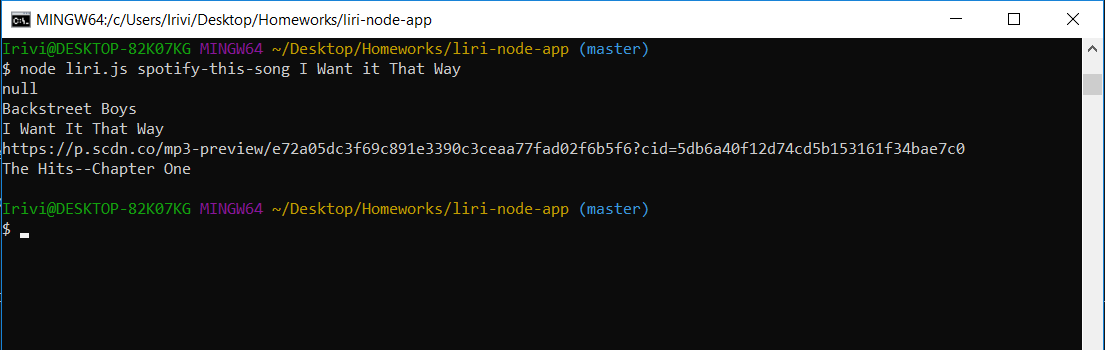 MINGW64:/c/Users/Irivi/Desktop/Homeworks/liri-node-app
Irivi@DESKTOP-82K07KG MINGW64 ~/Desktop/Homeworks/liri-node-app (master)
$ node liri.js spotify-this-song I Want it That Way
null
Backstreet Boys
I Want It That Way
https://p.scdn.co/mp3-preview/e72a05dc3f69c891e3390c3ceaa77fad02f6b5f6?cid=5db6a40f12d74cd5b153161f34bae7c0
The Hits--Chapter One
Irivi@DESKTOP-82K07KG MINGW64 ~/Desktop/Homeworks/liri-node-app (master)
$